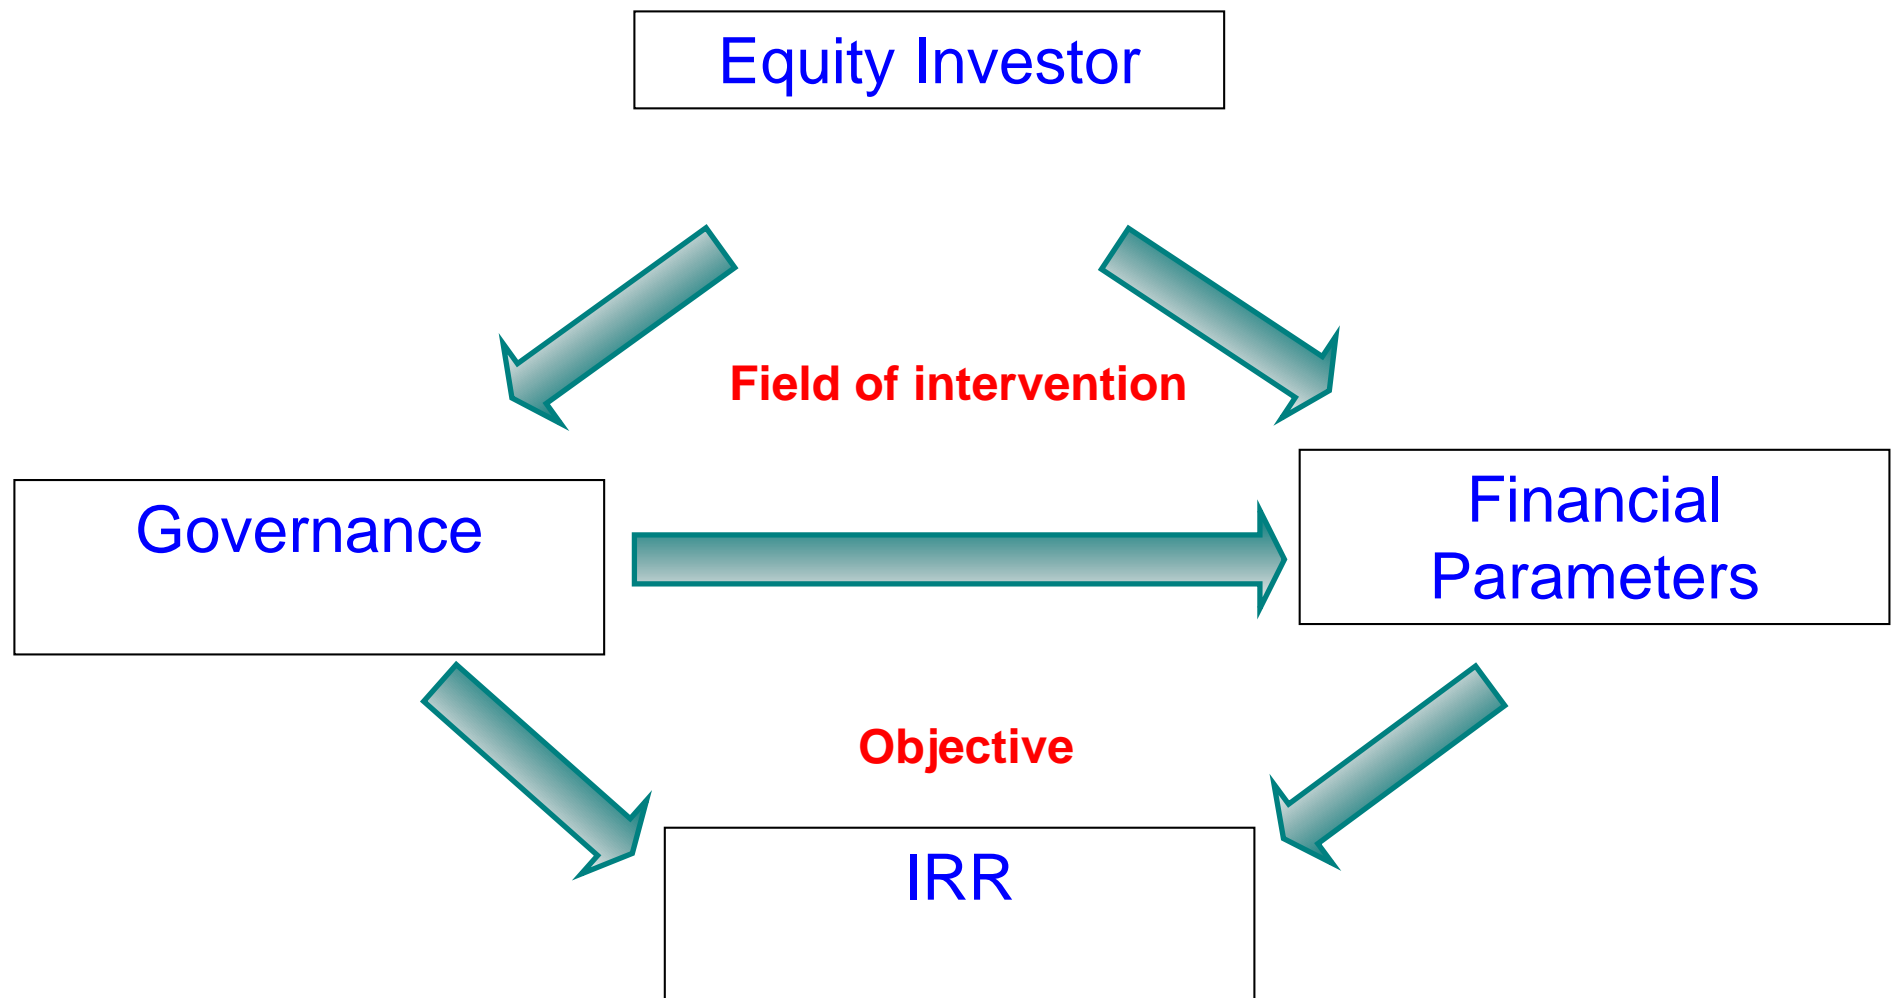 Equity Investor
Field of intervention
Governance
Financial
Parameters
Objective
IRR